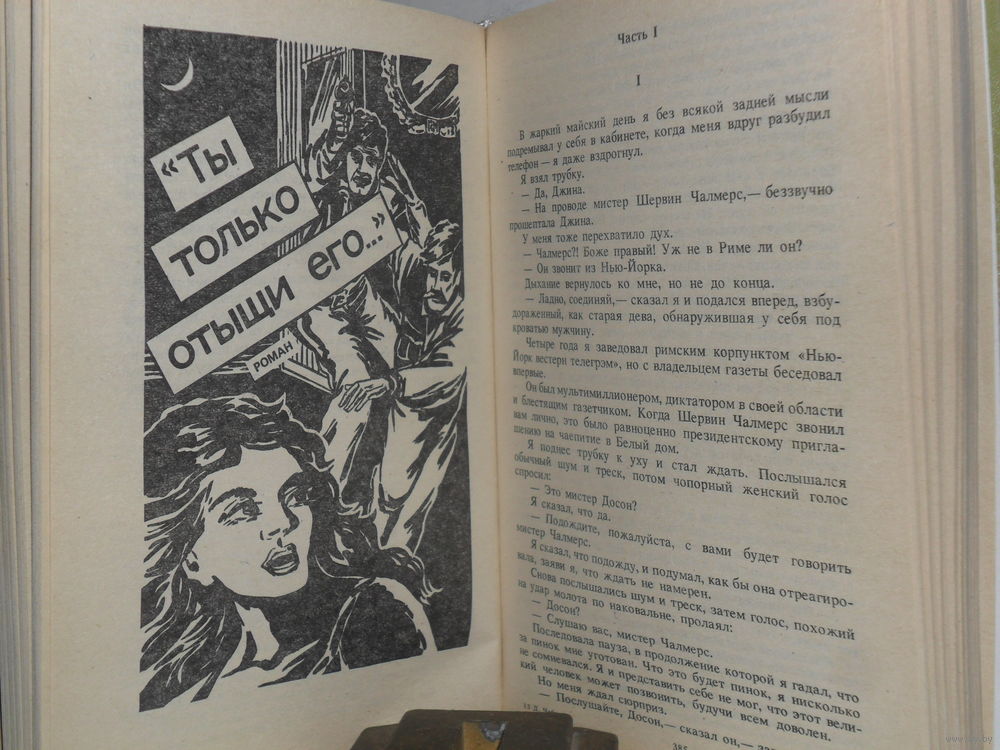 «Ты
только
отыщи его...»
РОМАН
Часть I
I
В жаркий майский день я без всякой задней мысли
подремывал у себя в кабинете, когда меня вдруг разбудил
телефон — я даже вздрогнул.
Я взял трубку.
— Да, Джина.
— На проводе мистер Шервин Чалмерс,— беззвучно
прошептала Джина.
У меня тоже перехватило дух.
— Чалмерс?! Боже правый! Уж не в Риме ли он?
— Он звонит из Нью-Йорка.
Дыхание вернулось ко мне, но не до конца.
— Ладно, соединяй,— сказал я и подался вперед, взбу-
дораженный, как старая дева, обнаружившая у себя под
кроватью мужчину.
Четыре года я заведовал римским корпунктом «Нью-
Йорк вестерн телегрэм», но с владельцем газеты беседовал
впервые.
Он был мультимиллионером, диктатором в своей области
и блестящим газетчиком. Когда Шервин Чалмерс звонил
вам лично, это было равноценно президентскому пригла-
шению на чаепитие в Белый дом.
Я поднес трубку к уху и стал ждать. Послышался
обычный шум и треск, потом чопорный женский голос
спросил:
— Это мистер Досон?
Я сказал, что да.
— Подождите, пожалуйста, с вами будет говорить
мистер Чалмерс.
Я сказал, что подожду, и подумал, как бы она отреагиро-
вала, заяви я, что ждать не намерен.
Снова послышались шум и треск, затем голос, похожий
на удар молота по наковальне, пролаял:
— Досон?
— Слушаю вас, мистер Чалмерс.
Последовала пауза, в продолжение которой я гадал, что
за пинок мне уготован. Что это будет пинок, я нисколько
не сомневался. Я и представить себе не мог, что этот вели-
кий человек может позвонить, будучи всем доволен.
Но меня ждал сюрприз.
— Послушайте, Досон,— сказал он,—
385